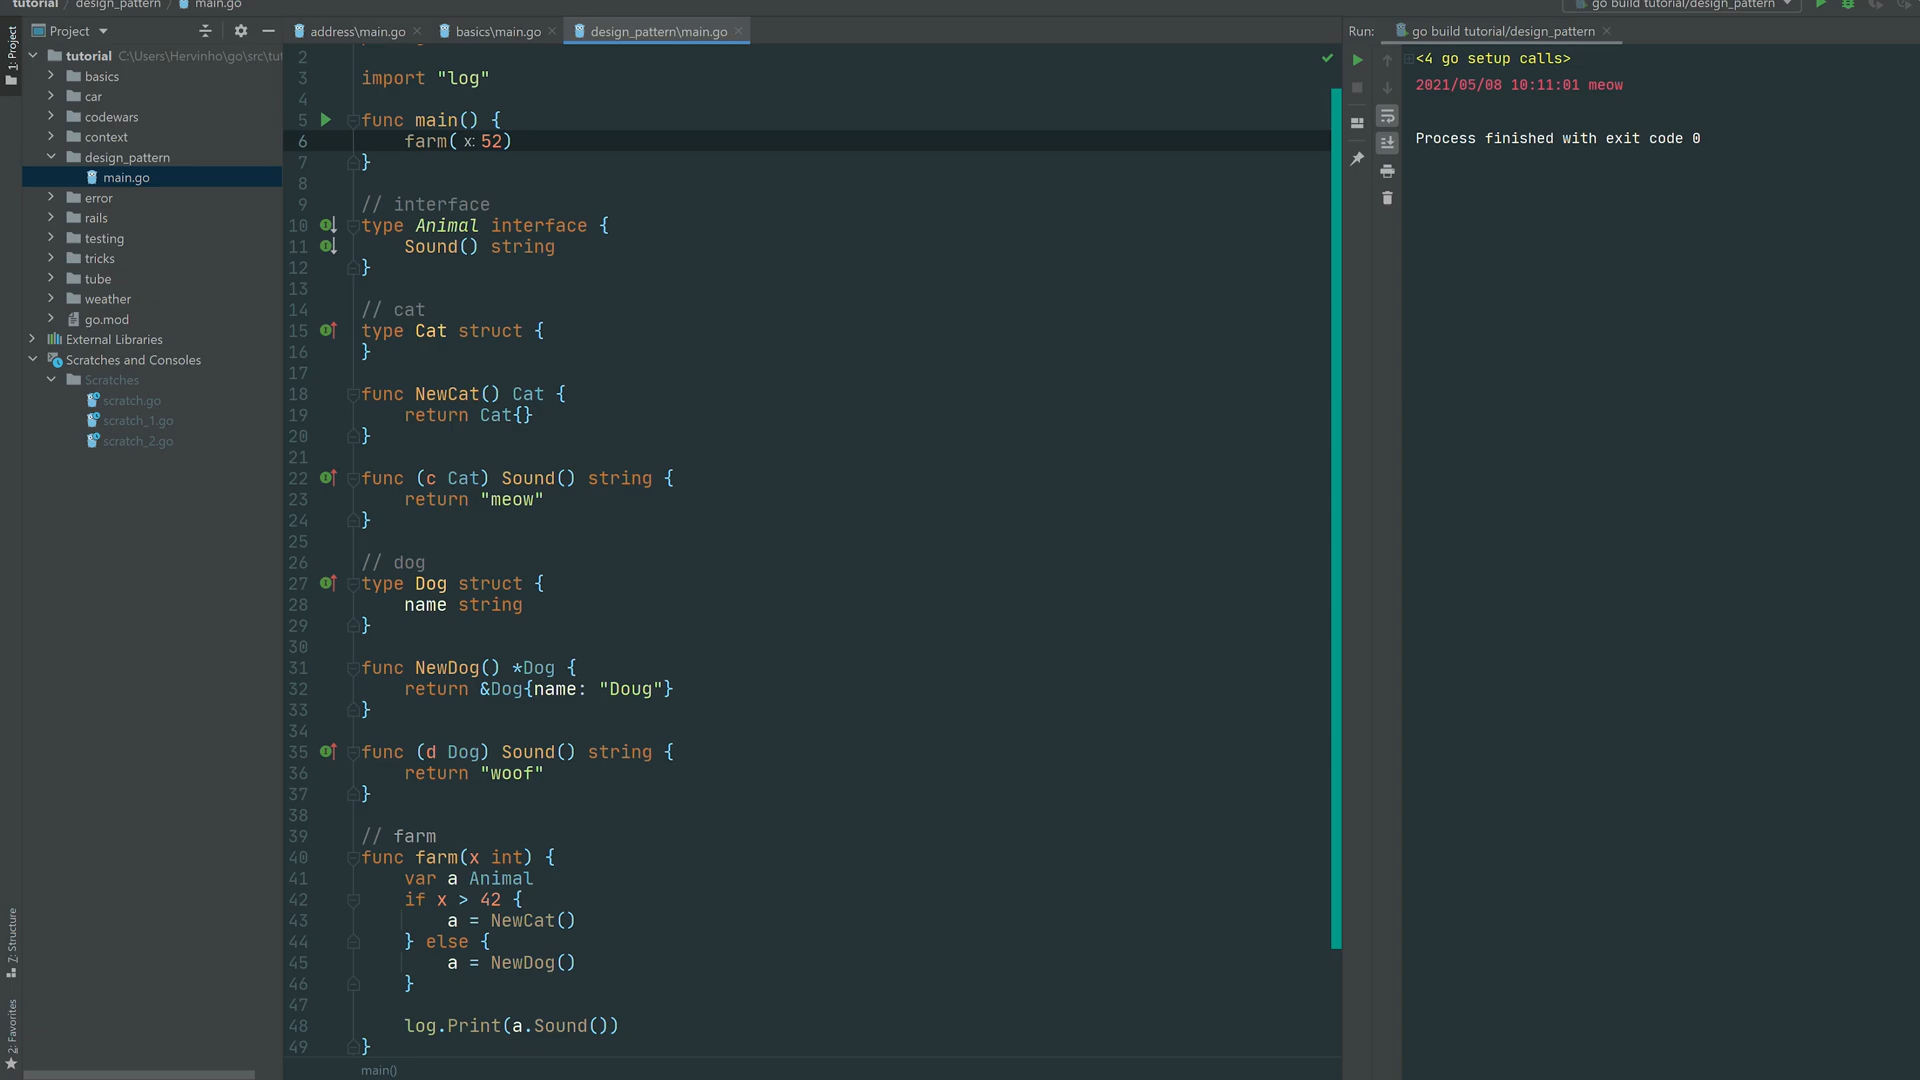 tutorial / design_pattern / main.go
go build tutorial/design_pattern
1: Project
Project
address\main.go
basics\main.go
design_pattern\main.go
Run:
go build tutorial/design_pattern
tutorial C:\Users\Hervinho\go\src\tut
basics
car
codewars
context
design_pattern
main.go
error
rails
testing
tricks
tube
weather
go.mod
External Libraries
Scratches and Consoles
Scratches
scratch.go
scratch_1.go
scratch_2.go
Z: Structure
2: Favorites
2
3 import "log"
4
5 func main() {
6 farm( x: 52)
7 }
8
9 // interface
10 type Animal interface {
11 Sound() string
12 }
13
14 // cat
15 type Cat struct {
16 }
17
18 func NewCat() Cat {
19 return Cat{}
20 }
21
22 func (c Cat) Sound() string {
23 return "meow"
24 }
25
26 // dog
27 type Dog struct {
28 name string
29 }
30
31 func NewDog() *Dog {
32 return &Dog{name: "Doug"}
33 }
34
35 func (d Dog) Sound() string {
36 return "woof"
37 }
38
39 // farm
40 func farm(x int) {
41 var a Animal
42 if x > 42 {
43 a = NewCat()
44 } else {
45 a = NewDog()
46 }
47
48 log.Print(a.Sound())
49 }
main()
<4 go setup calls>
2021/05/08 10:11:01 meow
Process finished with exit code 0